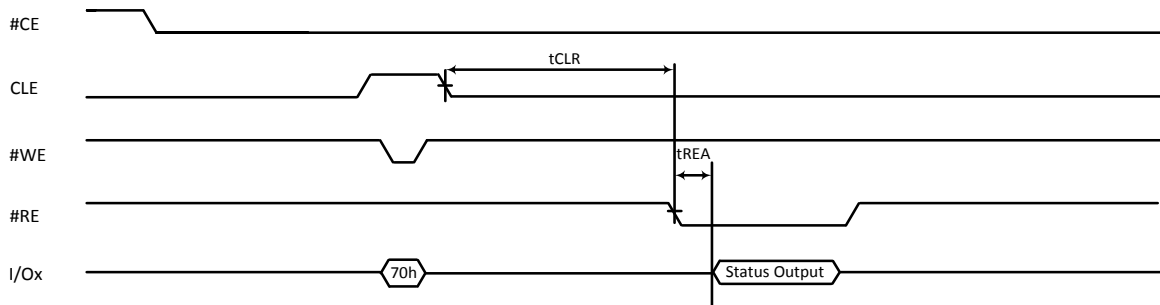 #CE
tCLR
CLE
#WE
tREA
#RE
I/Ox
70h
Status Output